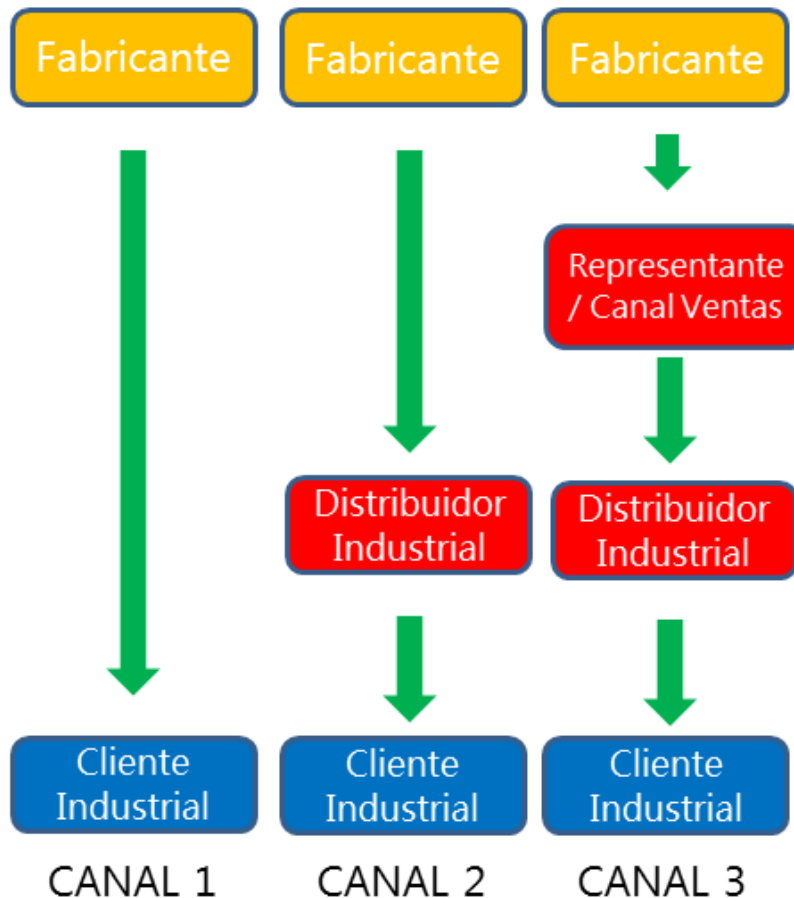 Fabricante
Fabricante
Fabricante
Representante
/ Canal Ventas
Distribuidor
Industrial
Distribuidor
Industrial
Cliente
Industrial
Cliente
Industrial
Cliente
Industrial
CANAL 1
CANAL 2
CANAL 3